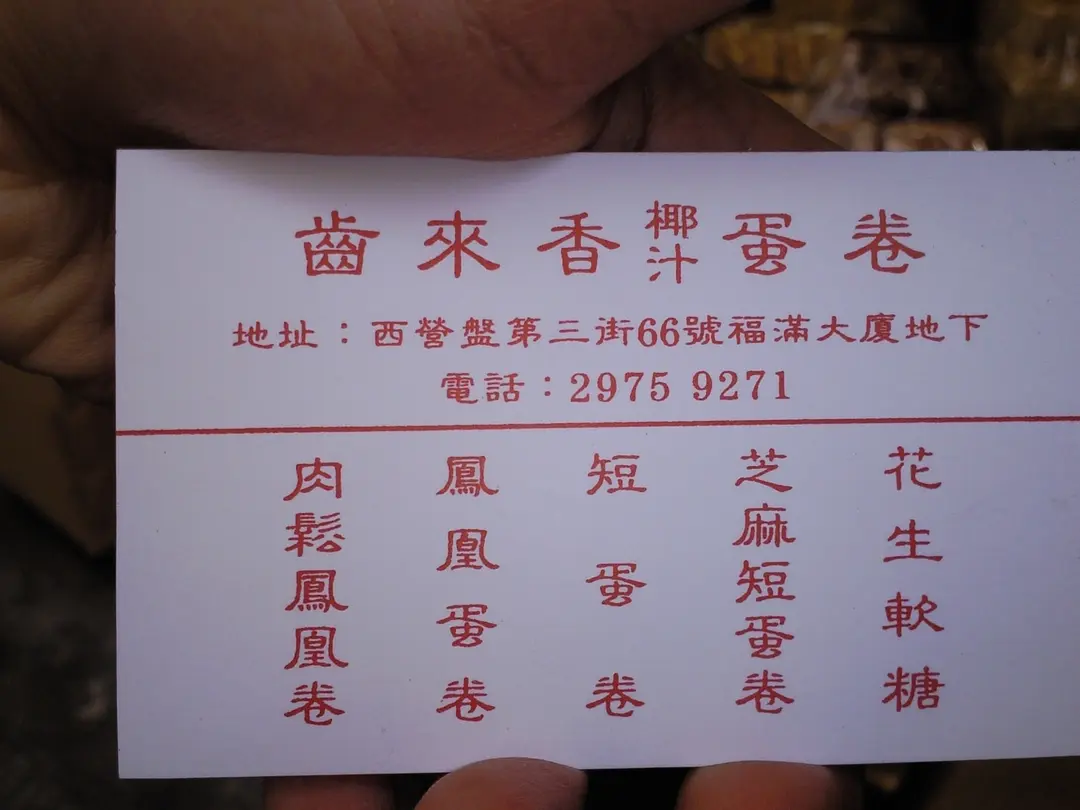 齒來香椰汁蛋卷
地址：西營盤第三街66號福滿大廈地下
電話：2975 9271
花生軟糖
芝麻短蛋卷
短蛋卷
鳳凰蛋卷
肉鬆鳳凰卷